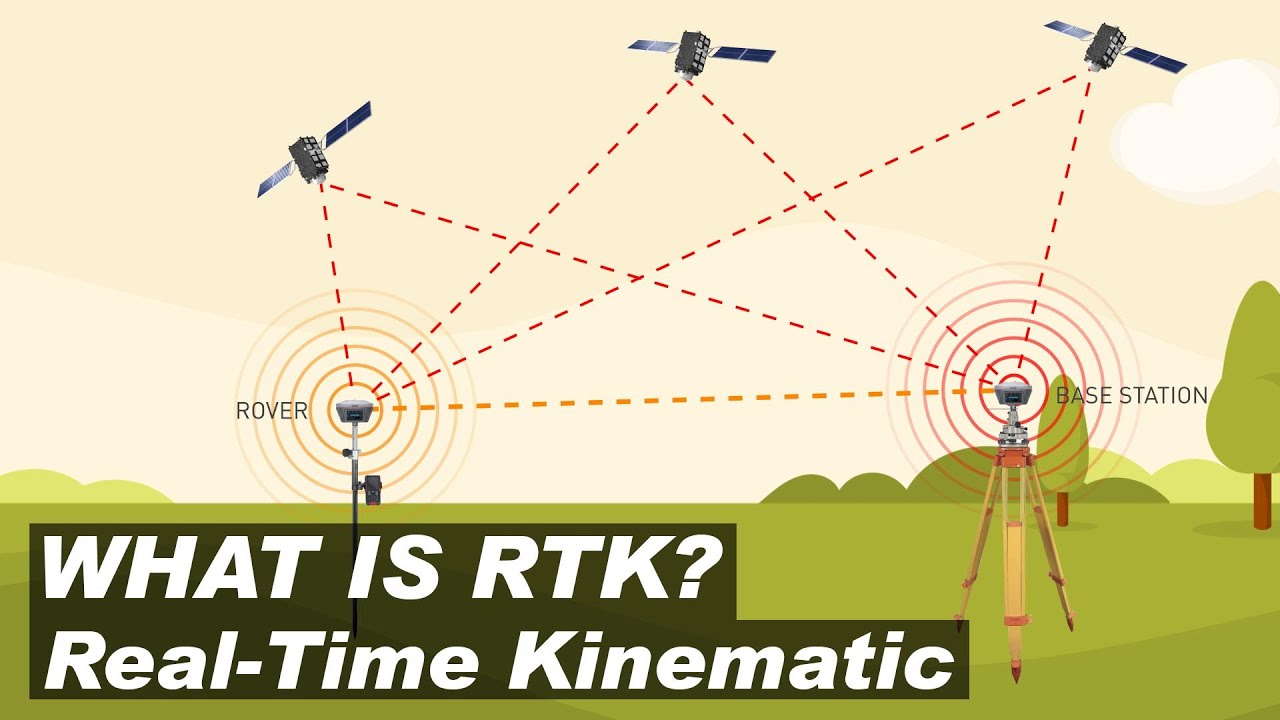 ROVER
BASE STATION
WHAT IS RTK?
Real-Time Kinematic